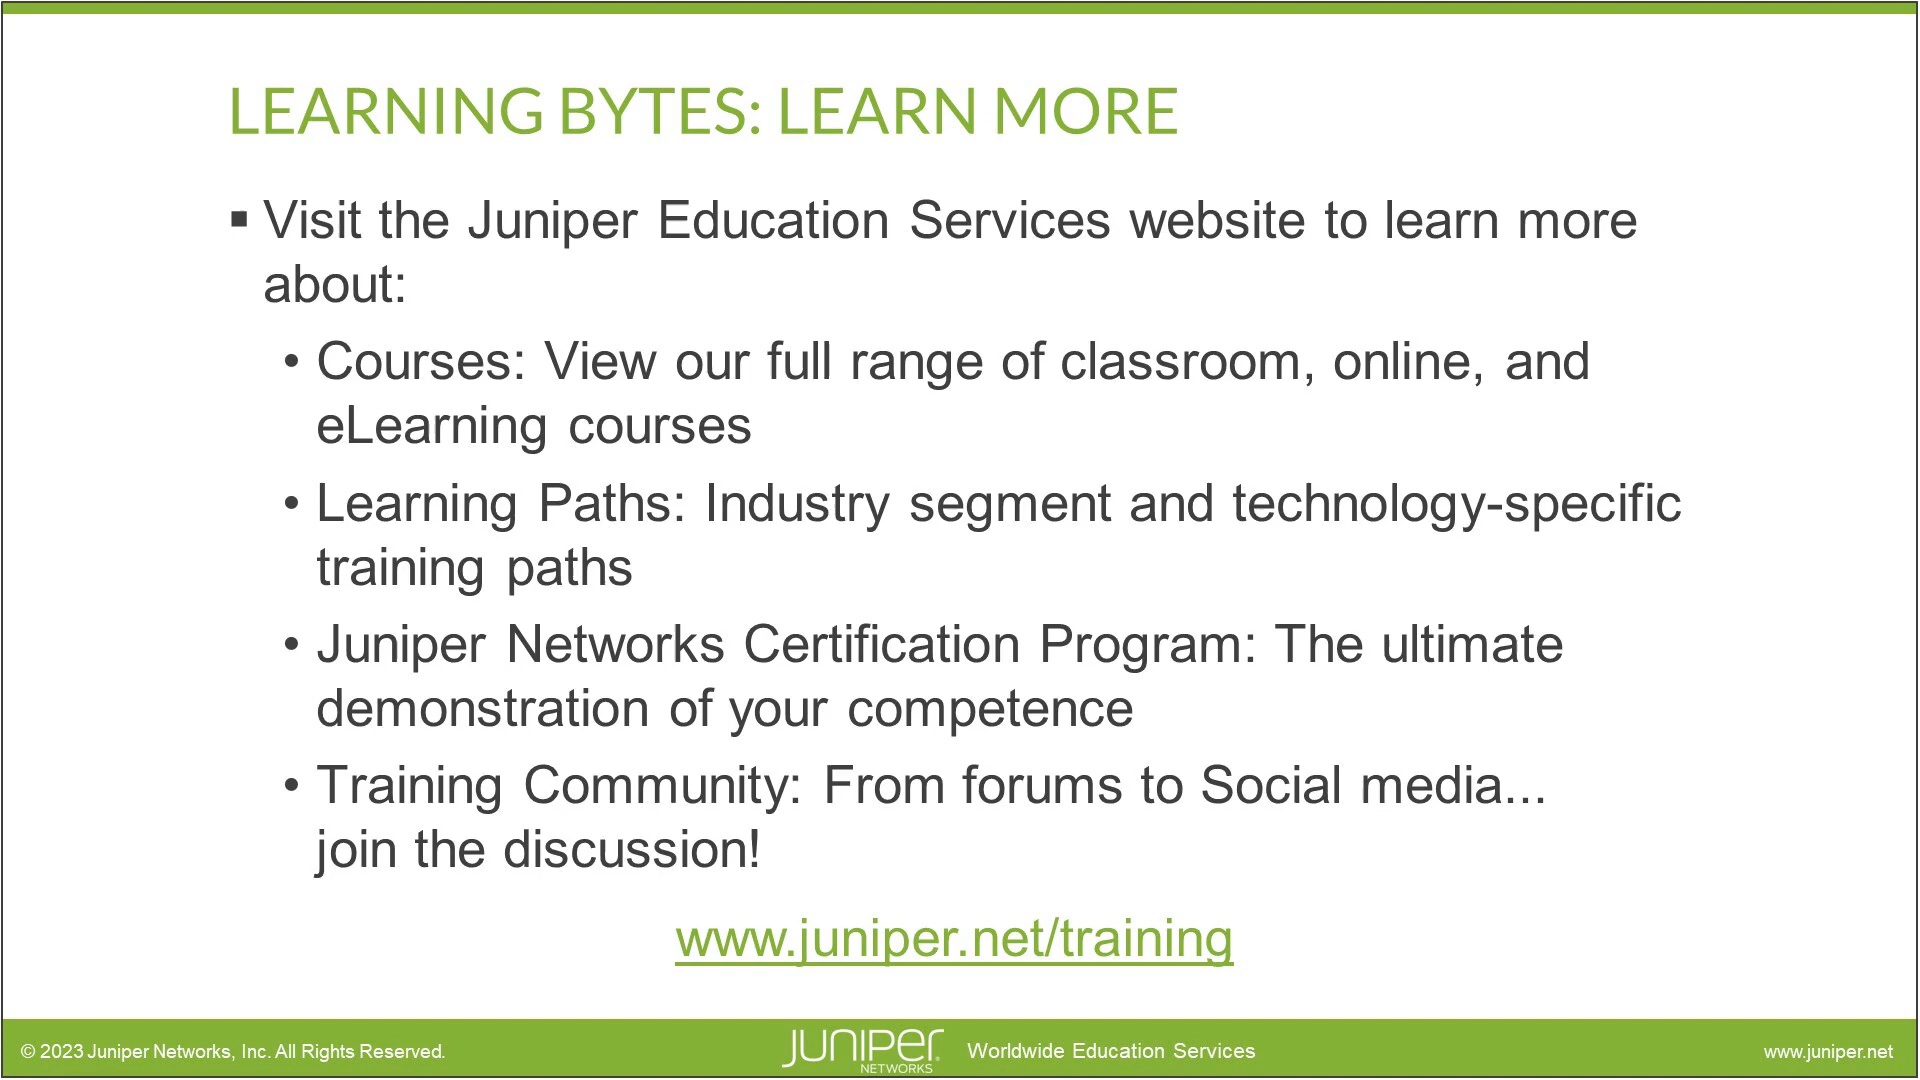 LEARNING BYTES: LEARN MORE
▪ Visit the Juniper Education Services website to learn more
about:
• Courses: View our full range of classroom, online, and
eLearning courses
• Learning Paths: Industry segment and technology-specific
training paths
• Juniper Networks Certification Program: The ultimate
demonstration of your competence
• Training Community: From forums to Social media...
join the discussion!
www.juniper.net/training
© 2023 Juniper Networks, Inc. All Rights Reserved.
JUNIPER
NETWORKS
Worldwide Education Services
www.juniper.net